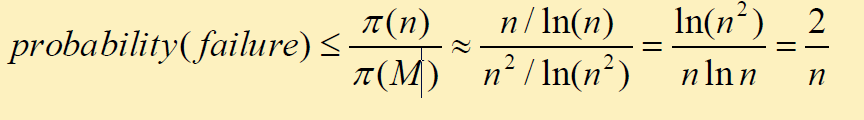 probability(failure) ≤ π(n)/π(M) ≈ (n/ln(n))/(n²/ln(n²)) = ln(n²)/(n ln n) = 2/n